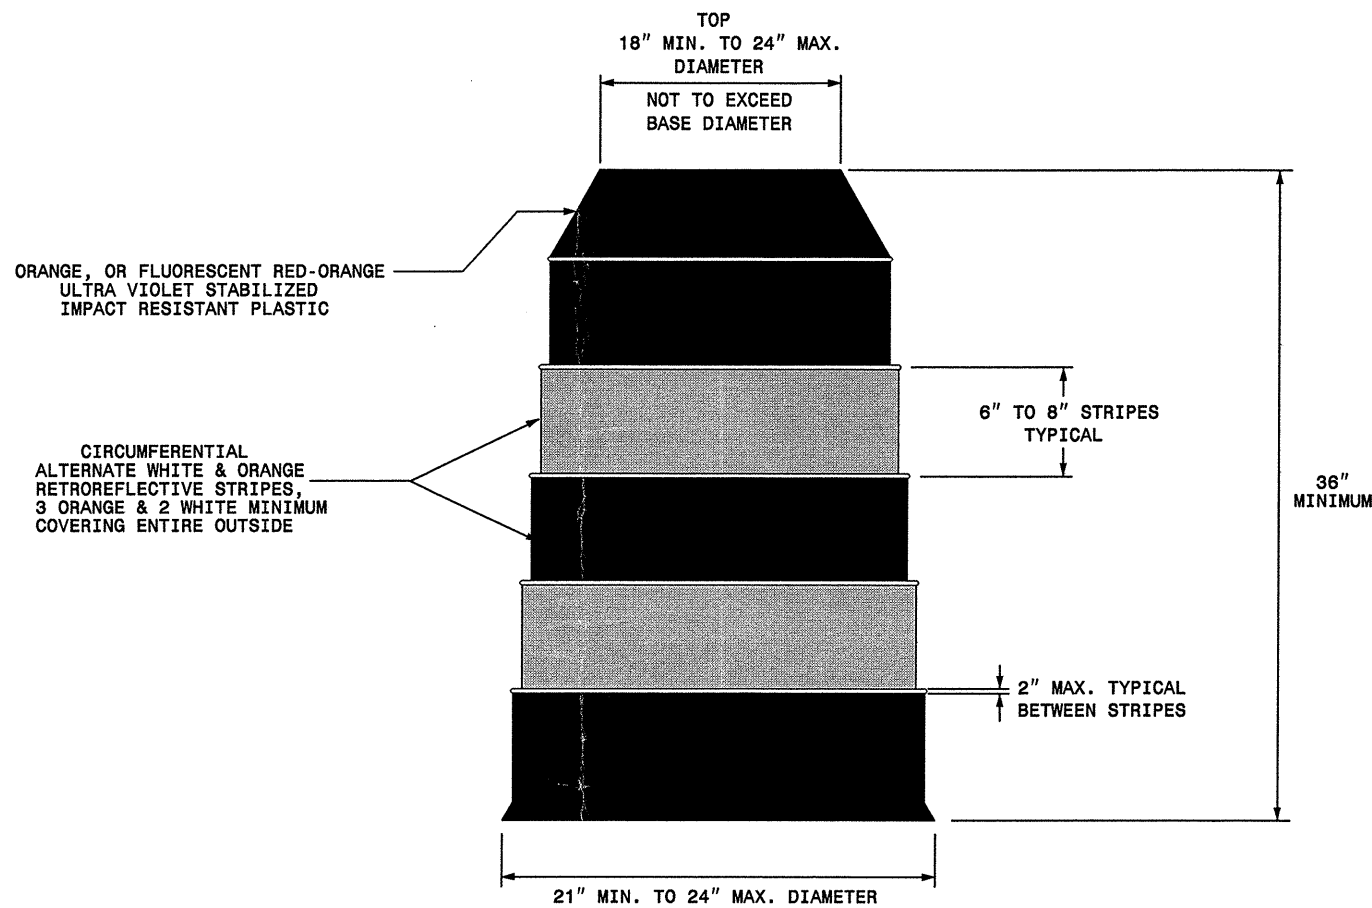 TOP
18" MIN. TO 24" MAX.
DIAMETER
NOT TO EXCEED
BASE DIAMETER
ORANGE, OR FLUORESCENT RED-ORANGE
ULTRA VIOLET STABILIZED
IMPACT RESISTANT PLASTIC
6" TO 8" STRIPES
TYPICAL
CIRCUMFERENTIAL
ALTERNATE WHITE & ORANGE
RETROREFLECTIVE STRIPES,
3 ORANGE & 2 WHITE MINIMUM
COVERING ENTIRE OUTSIDE
36"
MINIMUM
2" MAX. TYPICAL
BETWEEN STRIPES
21" MIN. TO 24" MAX. DIAMETER